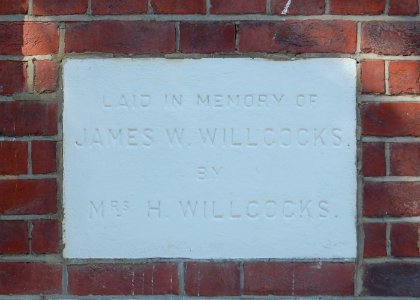 LAID IN MEMORY OF
JAMES W. WILLCOCKS.
BY
MRS H. WILLCOCKS.